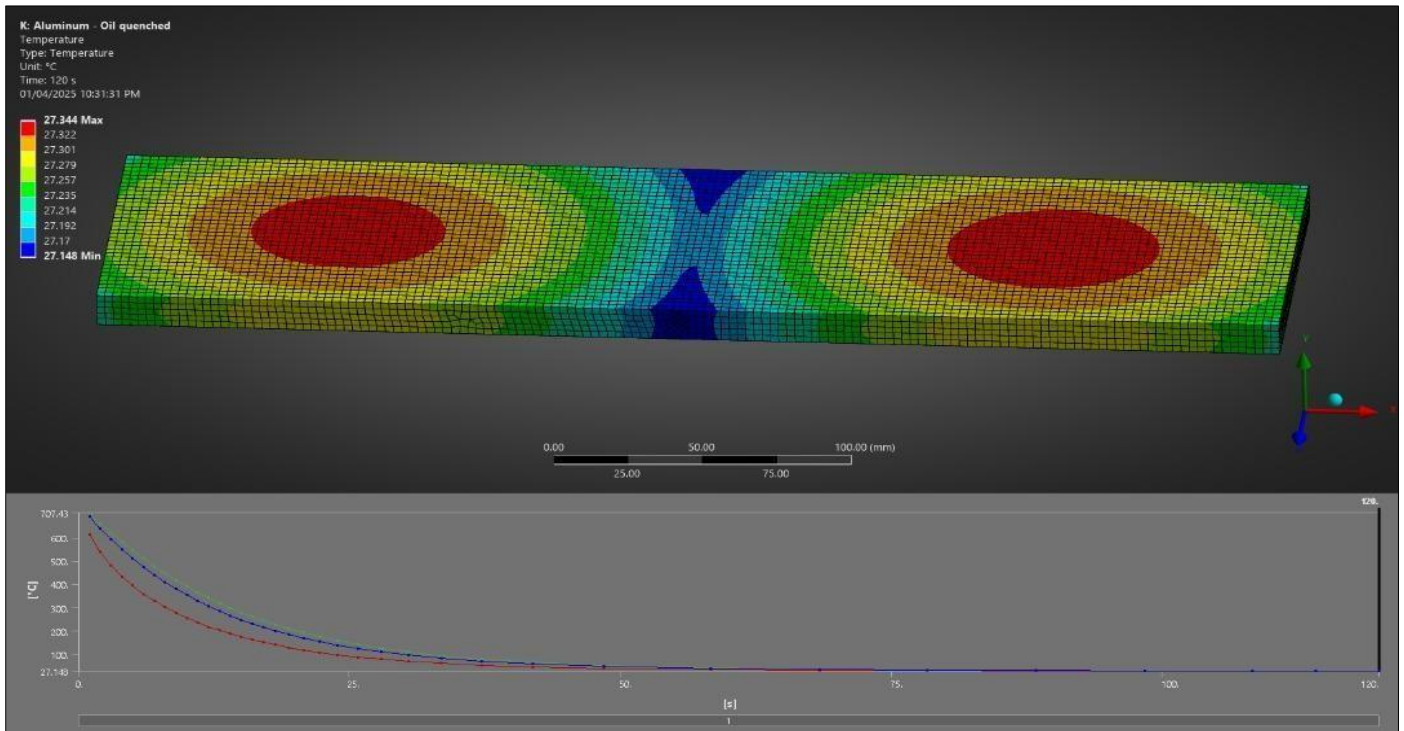 K: Aluminum - Oil quenched
Temperature
Type: Temperature
Unit: °C
Time: 120 s
01/04/2025 10:31:31 PM
27.344 Max
27.322
27.301
27.279
27.257
27.235
27.214
27.192
27.17
27.148 Min
Y
X
0.00 50.00 100.00 (mm)
25.00 75.00
120.
707.43
600.
500.
400.
300.
200.
100.
27.148
[°C]
0. 25. 50. 75. 100. 120.
[s]
1